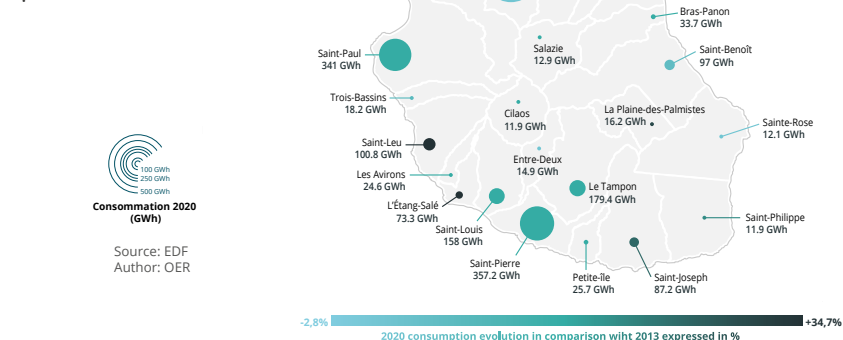 Bras-Panon
33.7 GWh
Saint-Paul
341 GWh
Salazie
12.9 GWh
Saint-Benoît
97 GWh
Trois-Bassins
18.2 GWh
Cilaos
11.9 GWh
La Plaine-des-Palmistes
16.2 GWh
Sainte-Rose
12.1 GWh
Saint-Leu
100.8 GWh
Entre-Deux
14.9 GWh
100 GWh
250 GWh
500 GWh
Consommation 2020
(GWh)
Les Avirons
24.6 GWh
Le Tampon
179.4 GWh
L'Étang-Salé
73.3 GWh
Saint-Philippe
11.9 GWh
Saint-Louis
158 GWh
Source: EDF
Author: OER
Saint-Pierre
357.2 GWh
Petite-île
25.7 GWh
Saint-Joseph
87.2 GWh
-2,8%
+34,7%
2020 consumption evolution in comparison wiht 2013 expressed in %